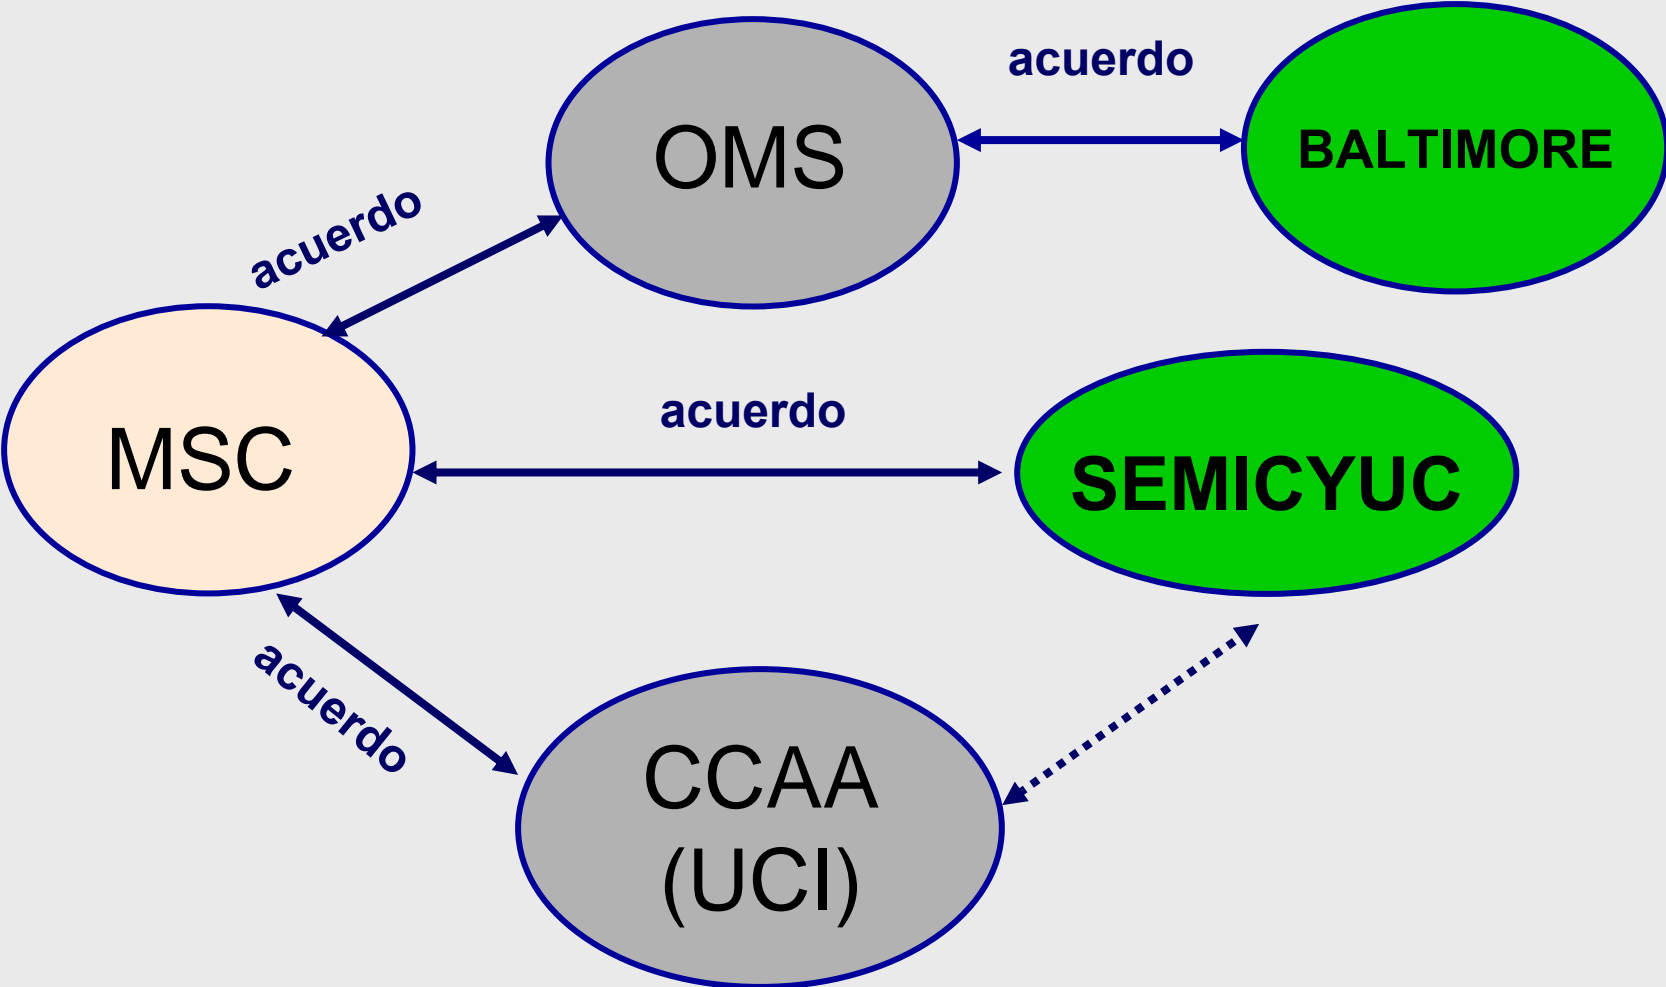 acuerdo
OMS
BALTIMORE
acuerdo
MSC
acuerdo
SEMICYUC
acuerdo
CCAA
(UCI)